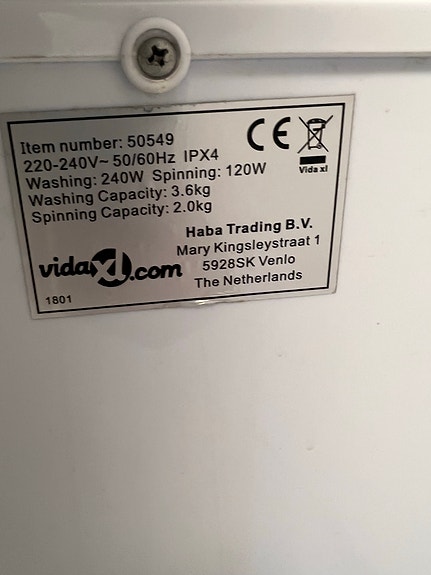 Item number: 50549
220-240V~ 50/60Hz IPX4
Washing: 240W Spinning: 120W
Washing Capacity: 3.6kg
Spinning Capacity: 2.0kg
CE
Vida xl
Haba Trading B.V.
Mary Kingsleystraat 1
5928SK Venlo
The Netherlands
vidaXL.com
1801